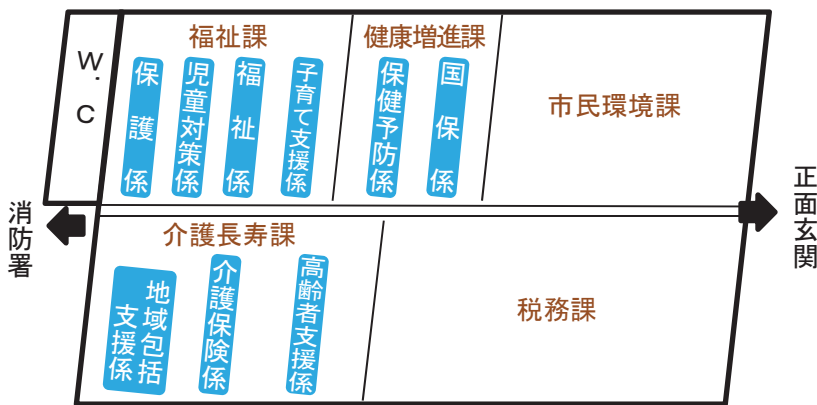 W.C
福祉課
保護係
児童対策係
福祉係
子育て支援係
健康増進課
保健予防係
国保係
市民環境課
正面玄関
消防署
介護長寿課
地域包括
支援係
介護保険係
高齢者支援係
税務課